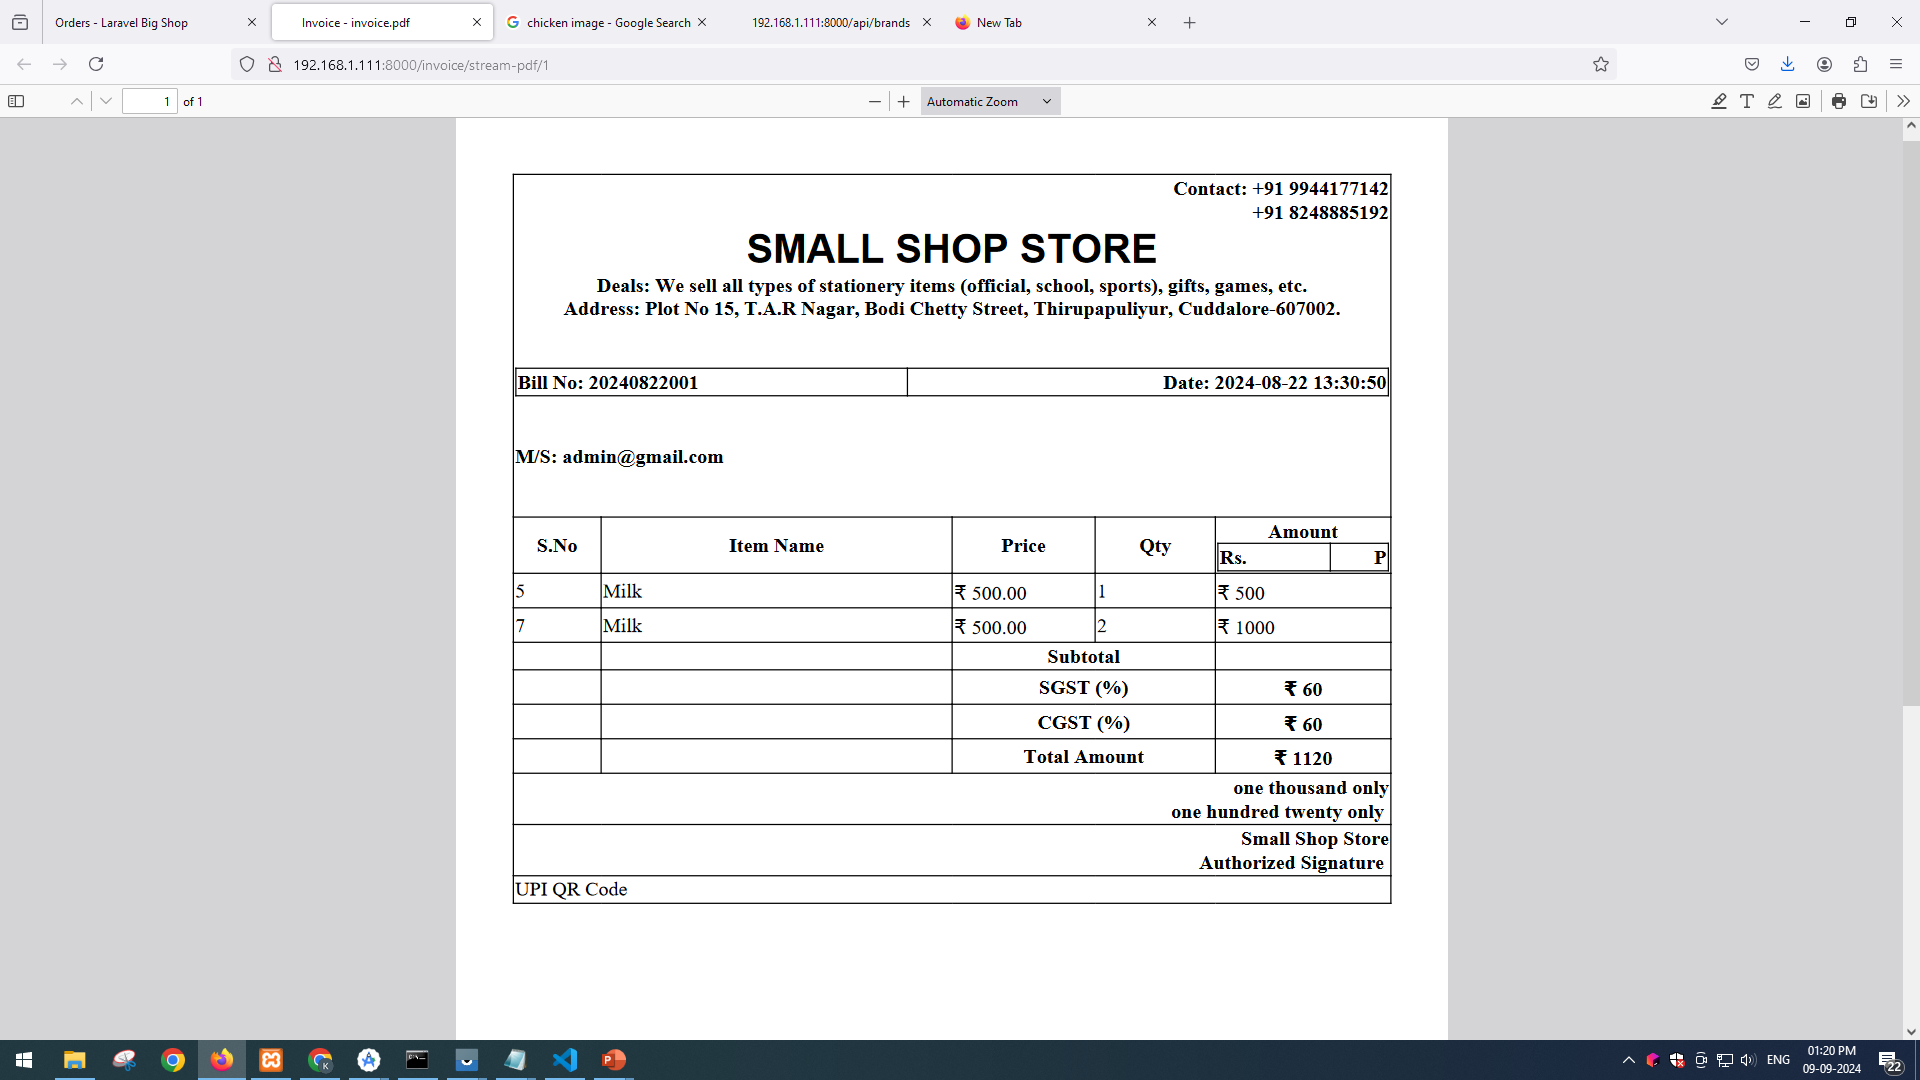 Orders - Laravel Big Shop
Invoice - invoice.pdf
chicken image - Google Search
192.168.1.111:8000/api/brands
New Tab
192.168.1.111:8000/invoice/stream-pdf/1
1 of 1
Automatic Zoom
Contact: +91 9944177142
+91 8248885192
SMALL SHOP STORE
Deals: We sell all types of stationery items (official, school, sports), gifts, games, etc.
Address: Plot No 15, T.A.R Nagar, Bodi Chetty Street, Thirupapuliyur, Cuddalore-607002.
Bill No: 20240822001 Date: 2024-08-22 13:30:50
M/S: admin@gmail.com
S.No Item Name Price Qty Amount
Rs. P
5 Milk ₹ 500.00 1 ₹ 500
7 Milk ₹ 500.00 2 ₹ 1000
Subtotal
SGST (%) ₹ 60
CGST (%) ₹ 60
Total Amount ₹ 1120
one thousand only
one hundred twenty only
Small Shop Store
Authorized Signature
UPI QR Code
ENG
01:20 PM
09-09-2024
22